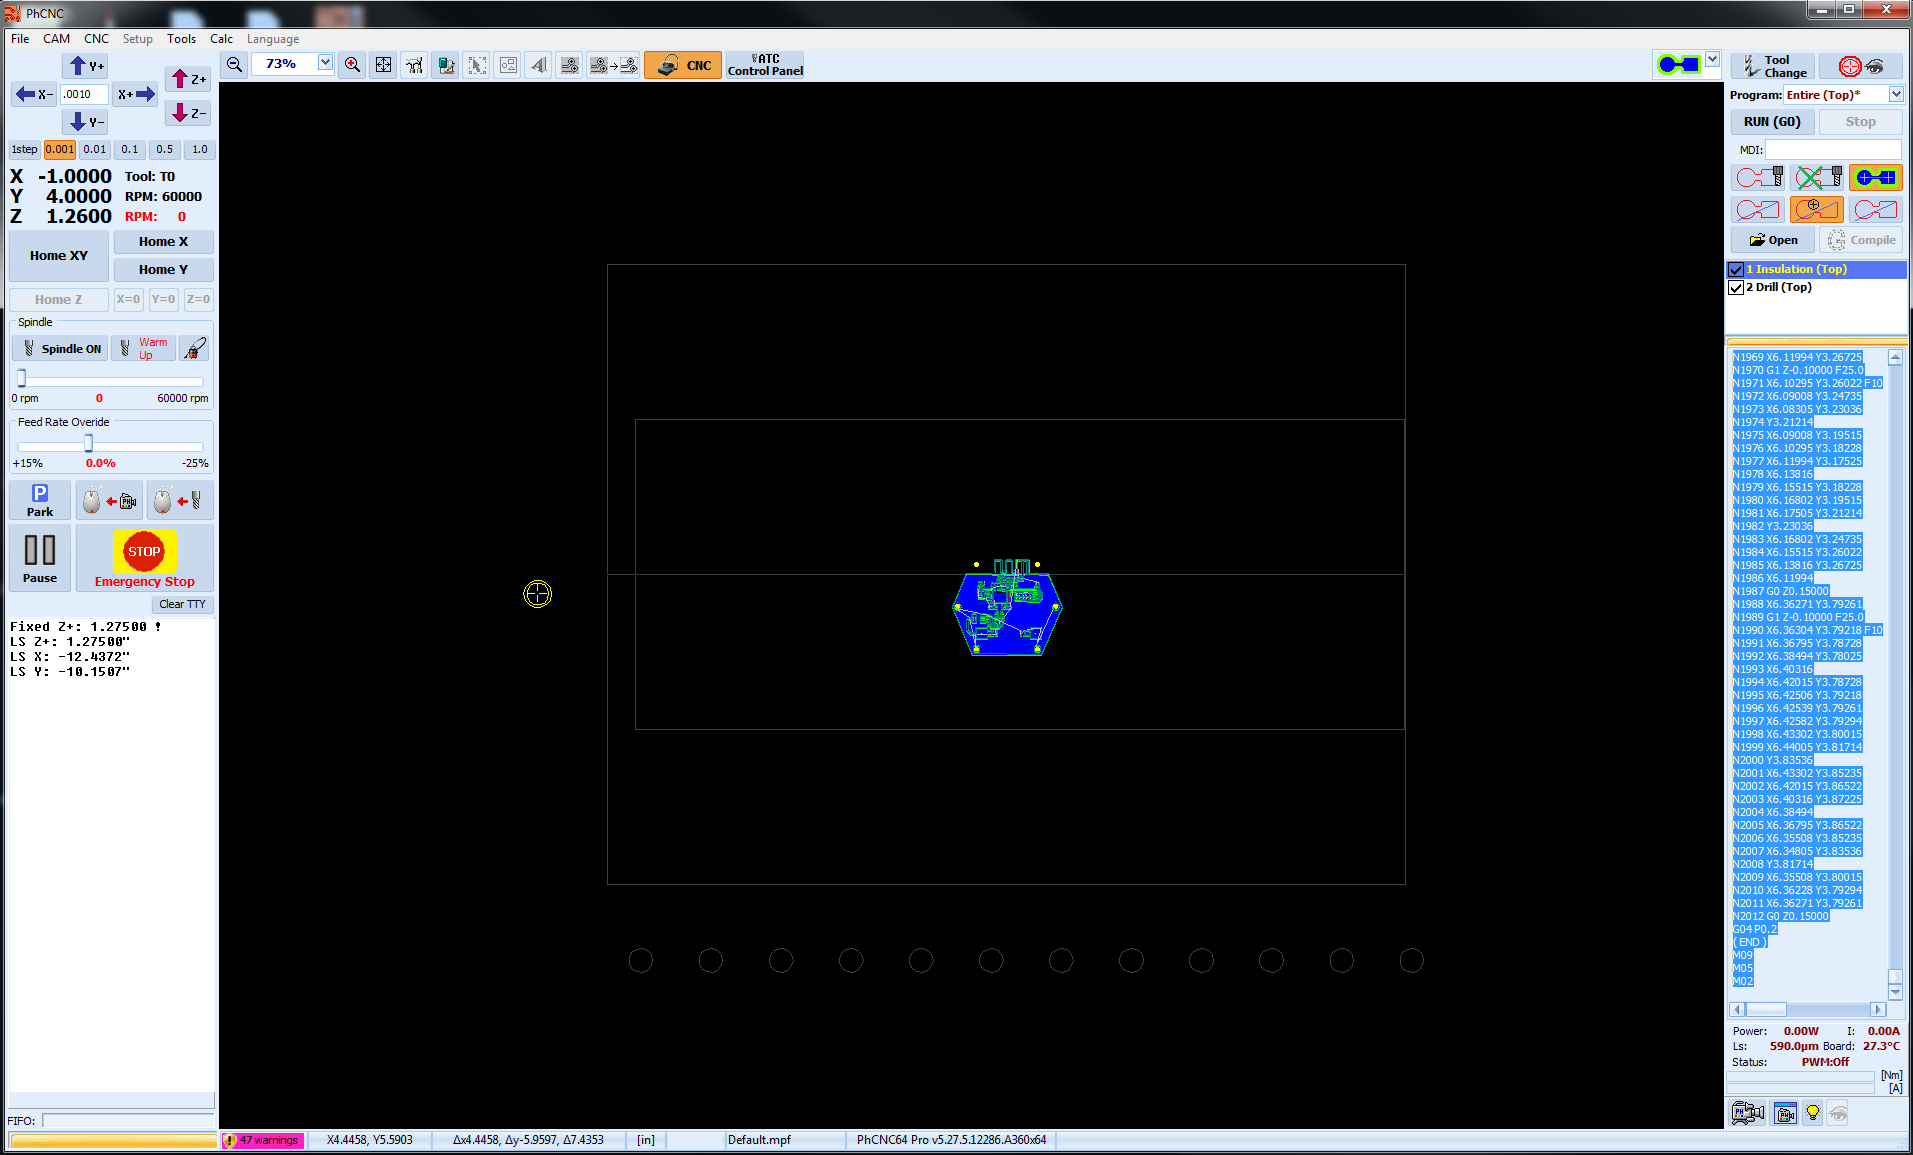 PhCNC
File CAM CNC Setup Tools Calc Language
Y+
X- .0010 X+
Y-
Z+
Z-
1step 0.001 0.01 0.1 0.5 1.0
X -1.0000 Tool: T0
Y 4.0000 RPM: 60000
Z 1.2600 RPM: 0
Home XY
Home X
Home Y
Home Z X=0 Y=0 Z=0
Spindle
Spindle ON
Warm Up
0 rpm 0 60000 rpm
Feed Rate Overide
+15% 0.0% -25%
P
Park
Pause
STOP
Emergency Stop
Clear TTY
Fixed Z+: 1.27500 !
LS Z+: 1.27500"
LS X: -12.4372"
LS Y: -10.1507"
FIFO:
73%
CNC
ATC
Control Panel
Tool
Change
Program: Entire (Top)*
RUN (GO) Stop
MDI:
Open Compile
1 Insulation (Top)
2 Drill (Top)
N1969 X6.11994 Y3.26725
N1970 G1 Z-0.10000 F25.0
N1971 X6.10295 Y3.26022 F10
N1972 X6.09008 Y3.24735
N1973 X6.08305 Y3.23036
N1974 Y3.21214
N1975 X6.09008 Y3.19515
N1976 X6.10295 Y3.18228
N1977 X6.11994 Y3.17525
N1978 X6.13816
N1979 X6.15515 Y3.18228
N1980 X6.16802 Y3.19515
N1981 X6.17505 Y3.21214
N1982 Y3.23036
N1983 X6.16802 Y3.24735
N1984 X6.15515 Y3.26022
N1985 X6.13816 Y3.26725
N1986 X6.11994
N1987 G0 Z0.15000
N1988 X6.36271 Y3.79261
N1989 G1 Z-0.10000 F25.0
N1990 X6.36304 Y3.79218 F10
N1991 X6.36795 Y3.78728
N1992 X6.38494 Y3.78025
N1993 X6.40316
N1994 X6.42015 Y3.78728
N1995 X6.42506 Y3.79218
N1996 X6.42539 Y3.79261
N1997 X6.42582 Y3.79294
N1998 X6.43302 Y3.80015
N1999 X6.44005 Y3.81714
N2000 Y3.83536
N2001 X6.43302 Y3.85235
N2002 X6.42015 Y3.86522
N2003 X6.40316 Y3.87225
N2004 X6.38494
N2005 X6.36795 Y3.86522
N2006 X6.35508 Y3.85235
N2007 X6.34805 Y3.83536
N2008 Y3.81714
N2009 X6.35508 Y3.80015
N2010 X6.36228 Y3.79294
N2011 X6.36271 Y3.79261
N2012 G0 Z0.15000
G04 P0.2
( END )
M09
M05
M02
Power: 0.00W I: 0.00A
Ls: 590.0µm Board: 27.3°C
Status: PWM:Off
[Nm]
[A]
47 warnings X4.4458, Y5.5903 Δx4.4458, Δy-5.9597, Δ7.4353 [in] Default.mpf PhCNC64 Pro v5.27.5.12286.A360x64